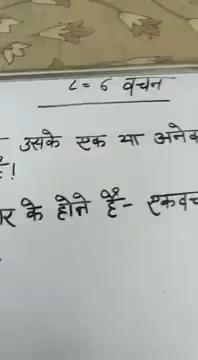 L = 6 वचन
उसके एक या अनेक
है।
के होने हैं- एकवच